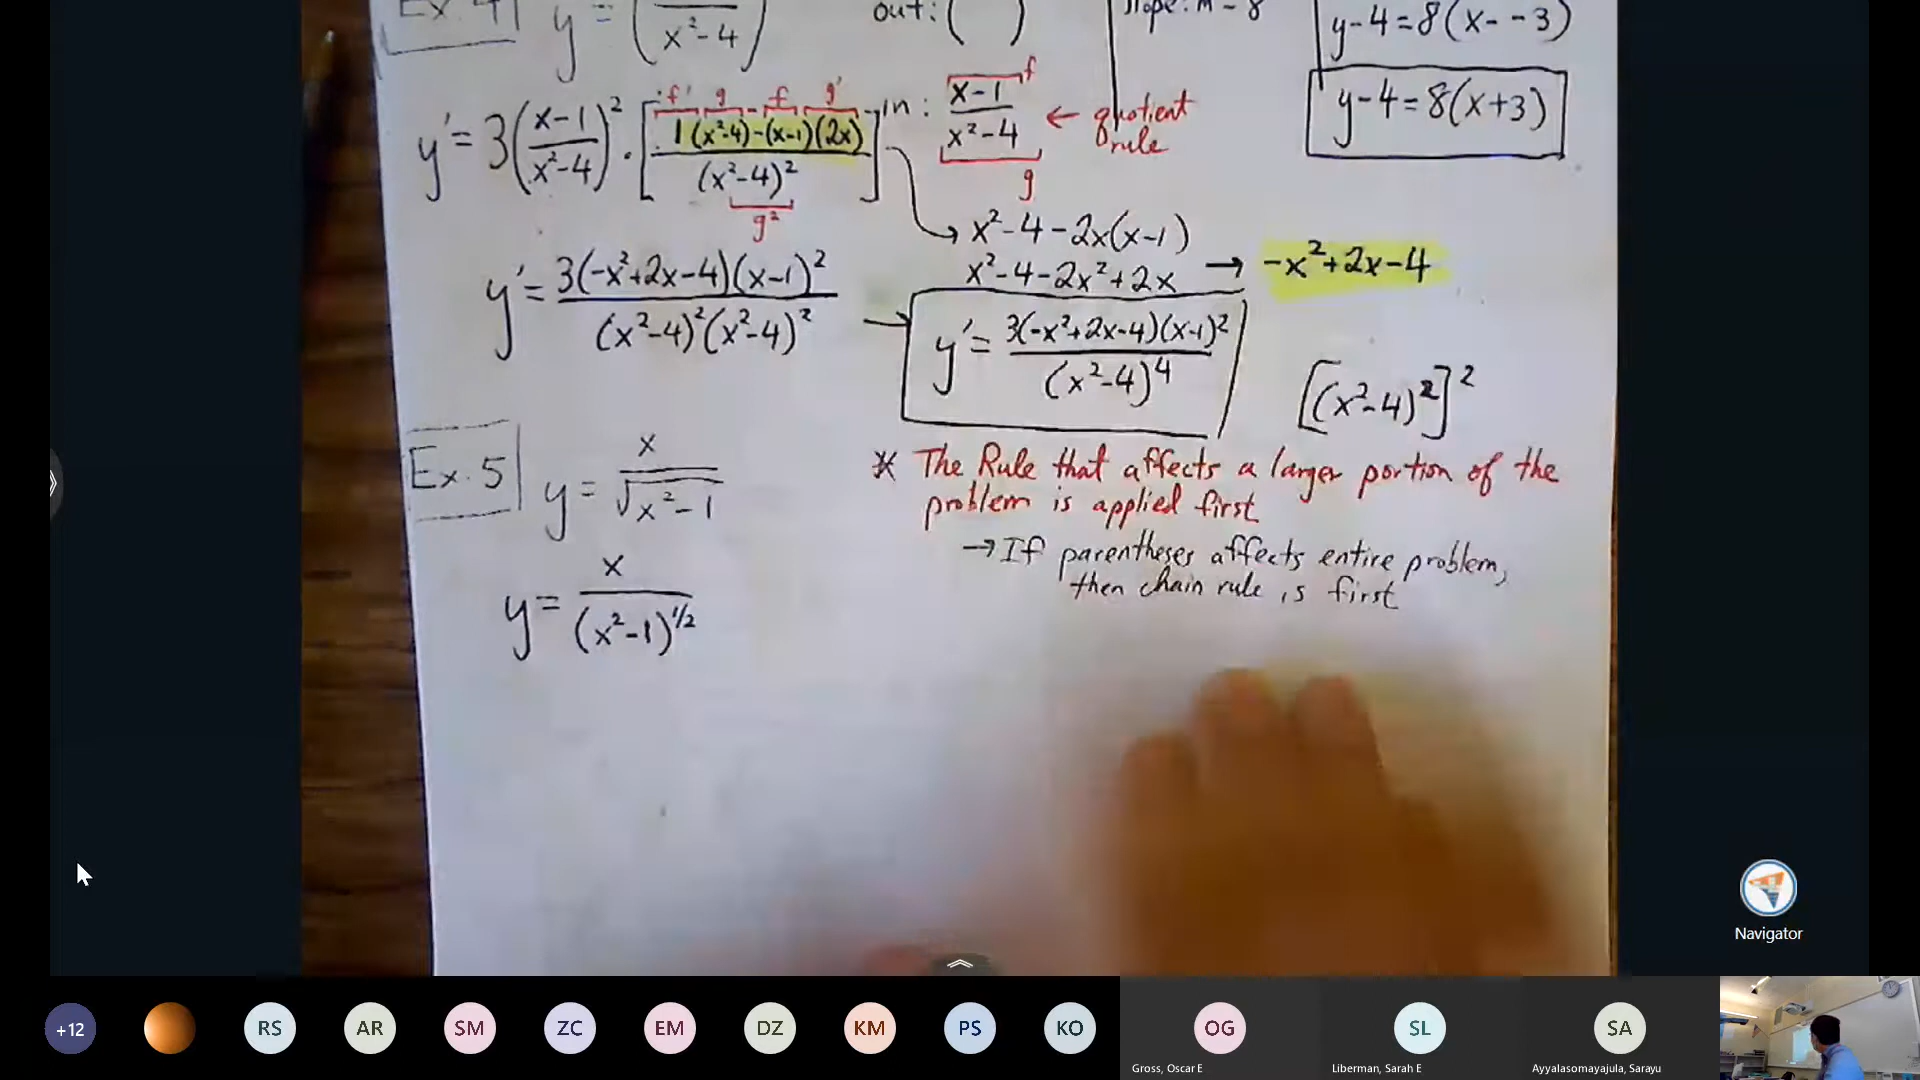 Ex. 4
y = ( / x²-4 )
out: ( )
slope: m = 8
y-4=8(x--3)
y-4=8(x+3)
f' g - f g'
y'=3((x-1)/(x²-4))² · [(1(x²-4)-(x-1)(2x))/(x²-4)²]
g²
in: (x-1)/(x²-4)
f
g
← quotient
rule
x²-4-2x(x-1)
x²-4-2x²+2x → -x²+2x-4
y'=3(-x²+2x-4)(x-1)²/(x²-4)²(x²-4)²
→ y'=3(-x²+2x-4)(x-1)²/(x²-4)⁴
[(x²-4)²]²
Ex. 5 y = x/√x²-1
y = x/(x²-1)^1/2
* The Rule that affects a larger portion of the
problem is applied first
→ If parentheses affects entire problem,
then chain rule is first
Navigator
+12
RS
AR
SM
ZC
EM
DZ
KM
PS
KO
OG
SL
SA
Gross, Oscar E
Liberman, Sarah E
Ayyalasomayajula, Sarayu